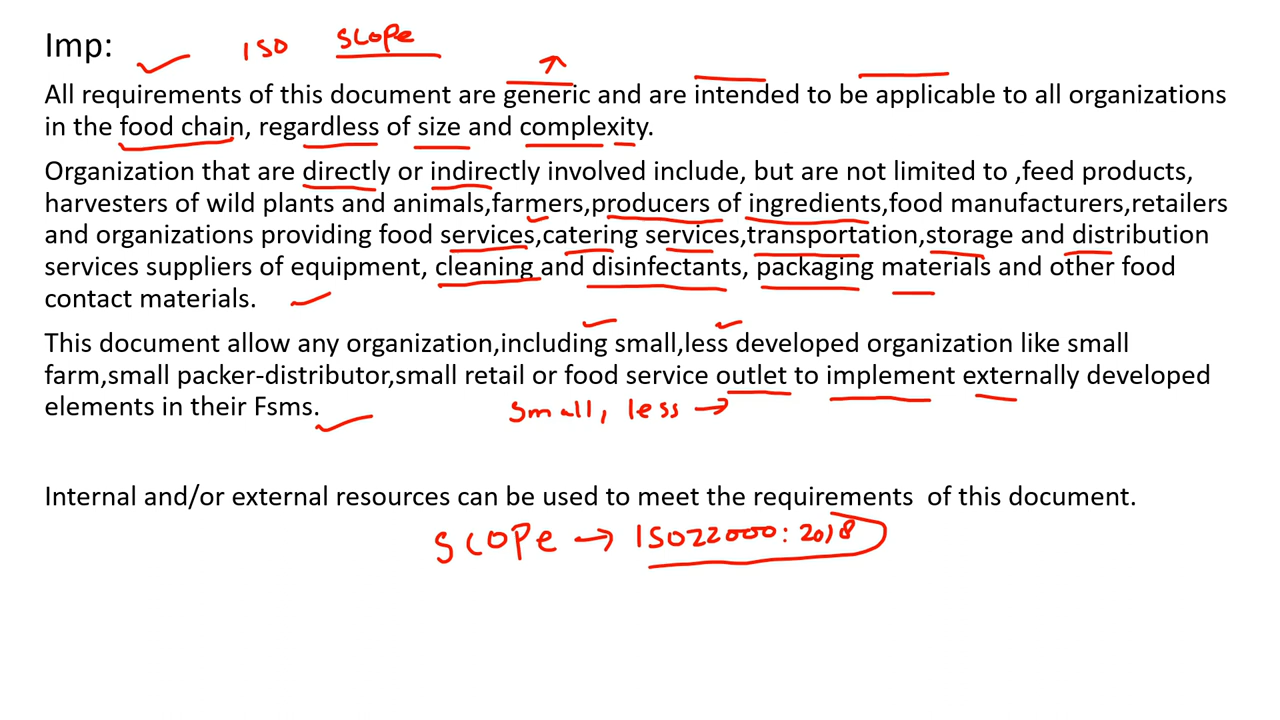 Imp:
ISO scope
All requirements of this document are generic and are intended to be applicable to all organizations
in the food chain, regardless of size and complexity.
Organization that are directly or indirectly involved include, but are not limited to ,feed products,
harvesters of wild plants and animals,farmers,producers of ingredients,food manufacturers,retailers
and organizations providing food services,catering services,transportation,storage and distribution
services suppliers of equipment, cleaning and disinfectants, packaging materials and other food
contact materials.
This document allow any organization,including small,less developed organization like small
farm,small packer-distributor,small retail or food service outlet to implement externally developed
elements in their Fsms.
small, less →
Internal and/or external resources can be used to meet the requirements of this document.
scope → ISO22000:2018